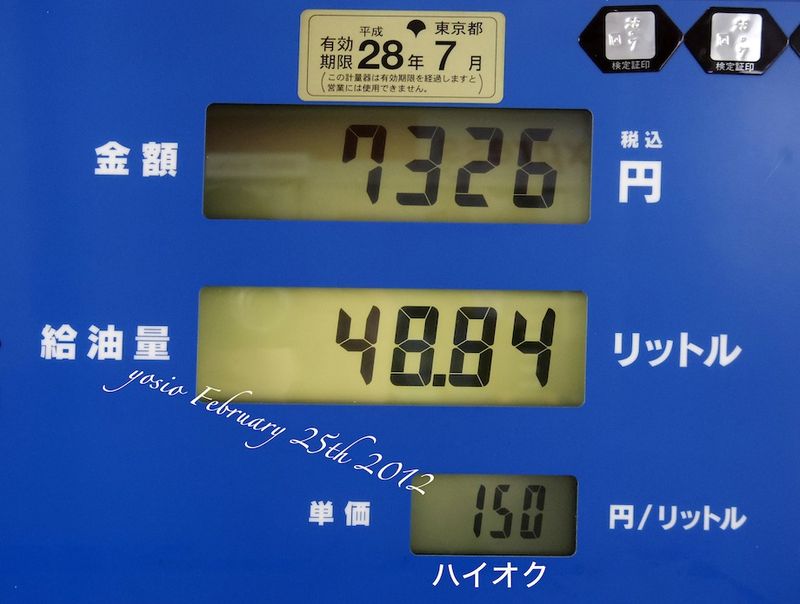 平成
東京都
有効
期限
28年 7月
この計量器は有効期限を経過しますと
営業には使用できません。
検定証印
検定証印
金額
7326
税込
円
給油量
48.84
リットル
yosio February 25th 2012
単価
150
円/リットル
ハイオク